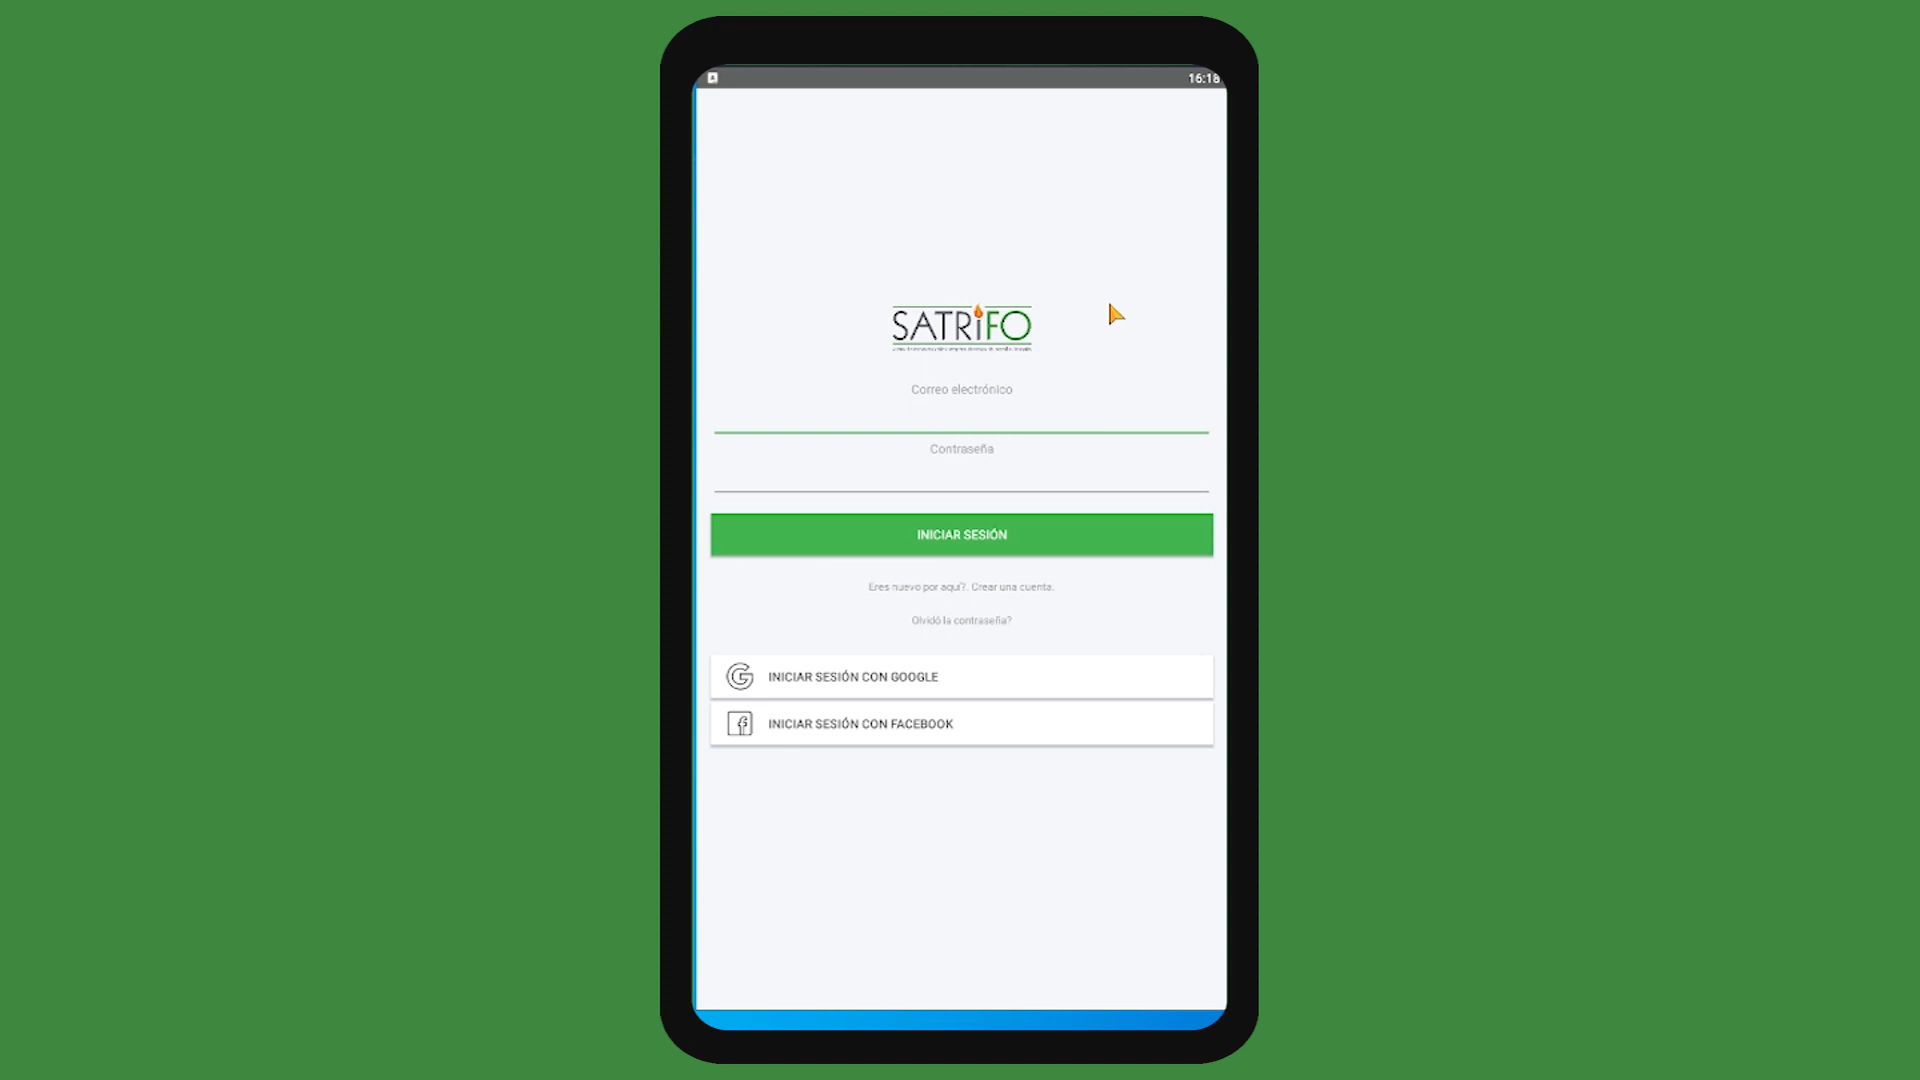 16:18
SATRiFO
Correo electrónico
Contraseña
INICIAR SESIÓN
Eres nuevo por aquí?. Crear una cuenta.
Olvidó la contraseña?
INICIAR SESIÓN CON GOOGLE
INICIAR SESIÓN CON FACEBOOK